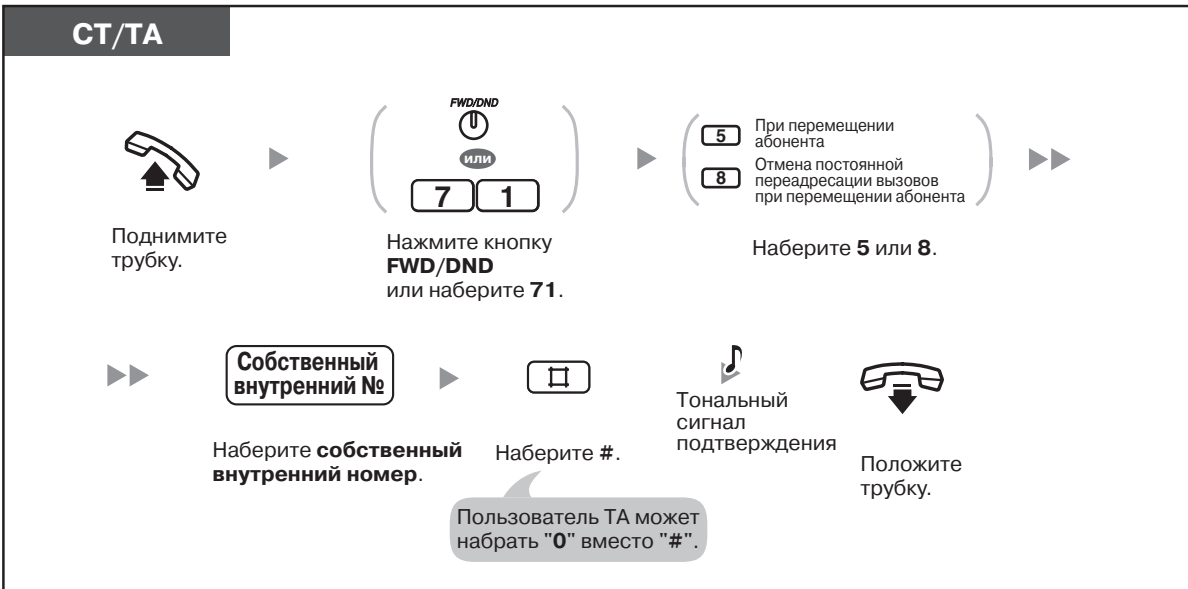 СТ/ТА
FWD/DND
или
7 1
5 При перемещении
абонента
8 Отмена постоянной
переадресации вызовов
при перемещении абонента
Поднимите
трубку.
Нажмите кнопку
FWD/DND
или наберите 71.
Наберите 5 или 8.
Собственный
внутренний №
Наберите собственный
внутренний номер.
#
Наберите #.
Пользователь ТА может
набрать "0" вместо "#".
Тональный
сигнал
подтверждения
Положите
трубку.